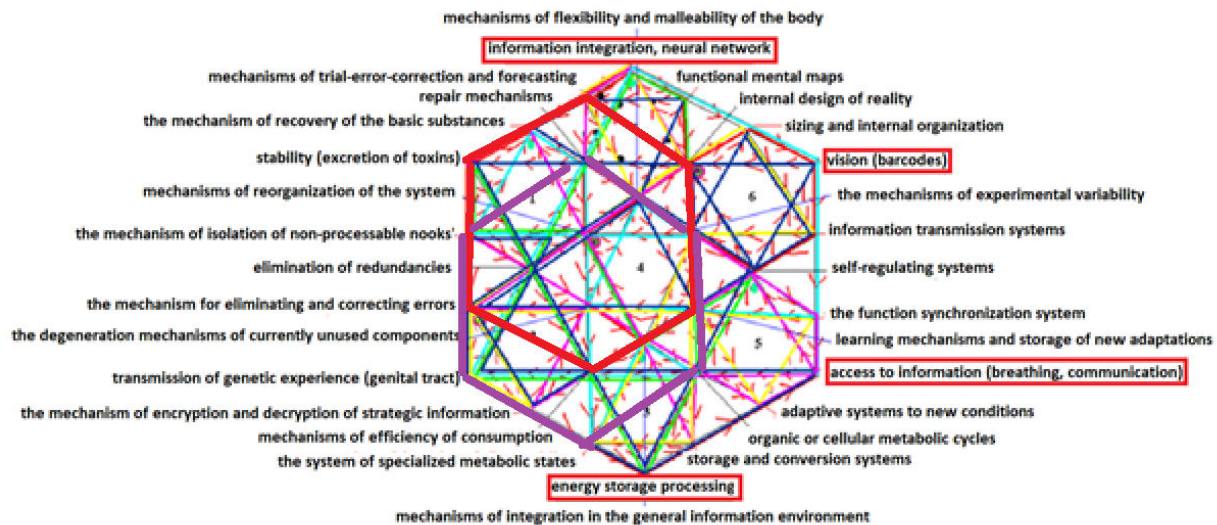 mechanisms of flexibility and malleability of the body
information integration, neural network
mechanisms of trial-error-correction and forecasting
functional mental maps
repair mechanisms
internal design of reality
the mechanism of recovery of the basic substances
sizing and internal organization
stability (excretion of toxins)
vision (barcodes)
mechanisms of reorganization of the system
the mechanisms of experimental variability
1
6
the mechanism of isolation of non-processable nooks'
information transmission systems
elimination of redundancies
4
self-regulating systems
the mechanism for eliminating and correcting errors
the function synchronization system
the degeneration mechanisms of currently unused components
learning mechanisms and storage of new adaptations
5
transmission of genetic experience (genital tract)
access to information (breathing, communication)
the mechanism of encryption and decryption of strategic information
3
adaptive systems to new conditions
mechanisms of efficiency of consumption
organic or cellular metabolic cycles
the system of specialized metabolic states
storage and conversion systems
energy storage processing
mechanisms of integration in the general information environment